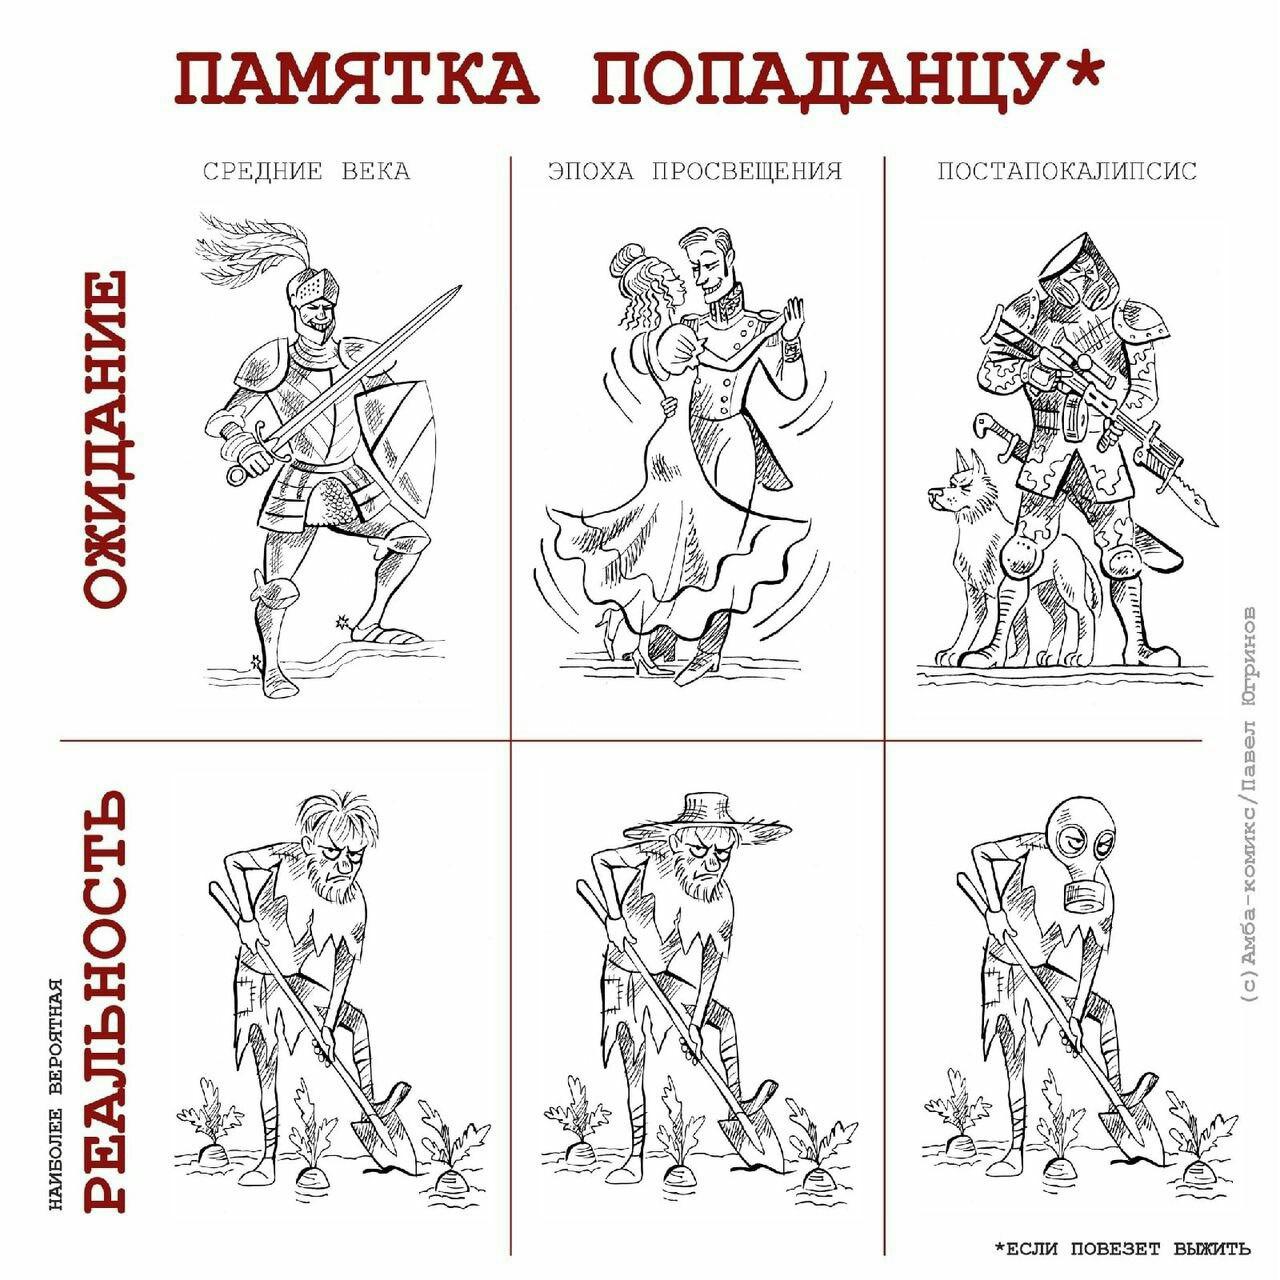 ПАМЯТКА ПОПАДАНЦУ*
СРЕДНИЕ ВЕКА
ЭПОХА ПРОСВЕЩЕНИЯ
ПОСТАПОКАЛИПСИС
ОЖИДАНИЕ
НАИБОЛЕЕ ВЕРОЯТНАЯ
РЕАЛЬНОСТЬ
(с)Амба-комикс/Павел Югринов
*ЕСЛИ ПОВЕЗЕТ ВЫЖИТЬ